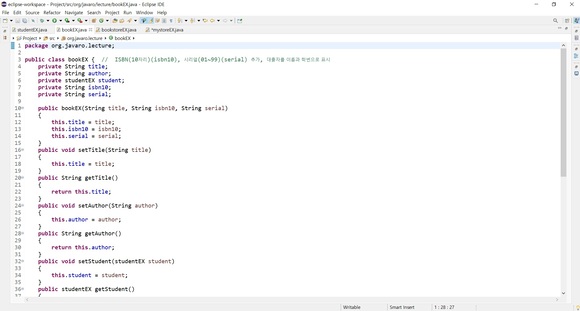 eclipse-workspace - Project/src/org/javaro/lecture/bookEX.java - Eclipse IDE
File Edit Source Refactor Navigate Search Project Run Window Help
studentEX.java bookEX.java bookstoreEX.java *mystoreEX.java
Project src org.javaro.lecture bookEX
1 package org.javaro.lecture;
2
3 public class bookEX { // ISBN(10자리)(isbn10), 시리얼(01~99)(serial) 추가, 대출자를 이름과 학번으로 표시
4 private String title;
5 private String author;
6 private studentEX student;
7 private String isbn10;
8 private String serial;
9
10 public bookEX(String title, String isbn10, String serial)
11 {
12 this.title = title;
13 this.isbn10 = isbn10;
14 this.serial = serial;
15 }
16 public void setTitle(String title)
17 {
18 this.title = title;
19 }
20 public String getTitle()
21 {
22 return this.title;
23 }
24 public void setAuthor(String author)
25 {
26 this.author = author;
27 }
28 public String getAuthor()
29 {
30 return this.author;
31 }
32 public void setStudent(studentEX student)
33 {
34 this.student = student;
35 }
36 public studentEX getStudent()
37 {
Writable Smart Insert 1 : 28 : 27